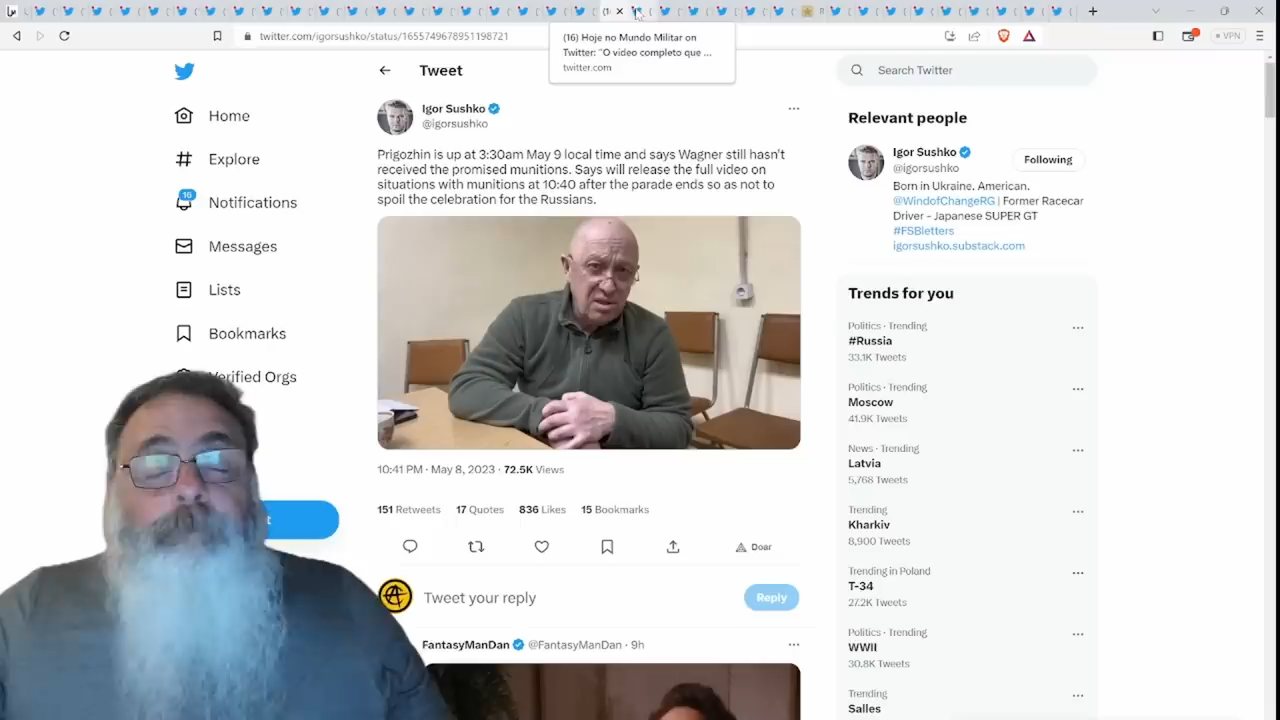 twitter.com/igorsushko/status/1655749678951198721
VPN
(16) Hoje no Mundo Militar on
Twitter: "O vídeo completo que ...
twitter.com
Home
Explore
16
Notifications
Messages
Lists
Bookmarks
Verified Orgs
Tweet
Igor Sushko
@igorsushko
Prigozhin is up at 3:30am May 9 local time and says Wagner still hasn't
received the promised munitions. Says will release the full video on
situations with munitions at 10:40 after the parade ends so as not to
spoil the celebration for the Russians.
10:41 PM · May 8, 2023 · 72.5K Views
151 Retweets 17 Quotes 836 Likes 15 Bookmarks
Doar
Tweet your reply
Reply
FantasyManDan @FantasyManDan · 9h
Search Twitter
Relevant people
Igor Sushko
@igorsushko
Following
Born in Ukraine, American.
@WindofChangeRG | Former Racecar
Driver - Japanese SUPER GT
#FSBletters
igorsushko.substack.com
Trends for you
Politics · Trending
#Russia
33.1K Tweets
Politics · Trending
Moscow
41.9K Tweets
News · Trending
Latvia
5,768 Tweets
Trending
Kharkiv
8,900 Tweets
Trending in Poland
T-34
27.2K Tweets
Politics · Trending
WWII
30.8K Tweets
Trending
Salles